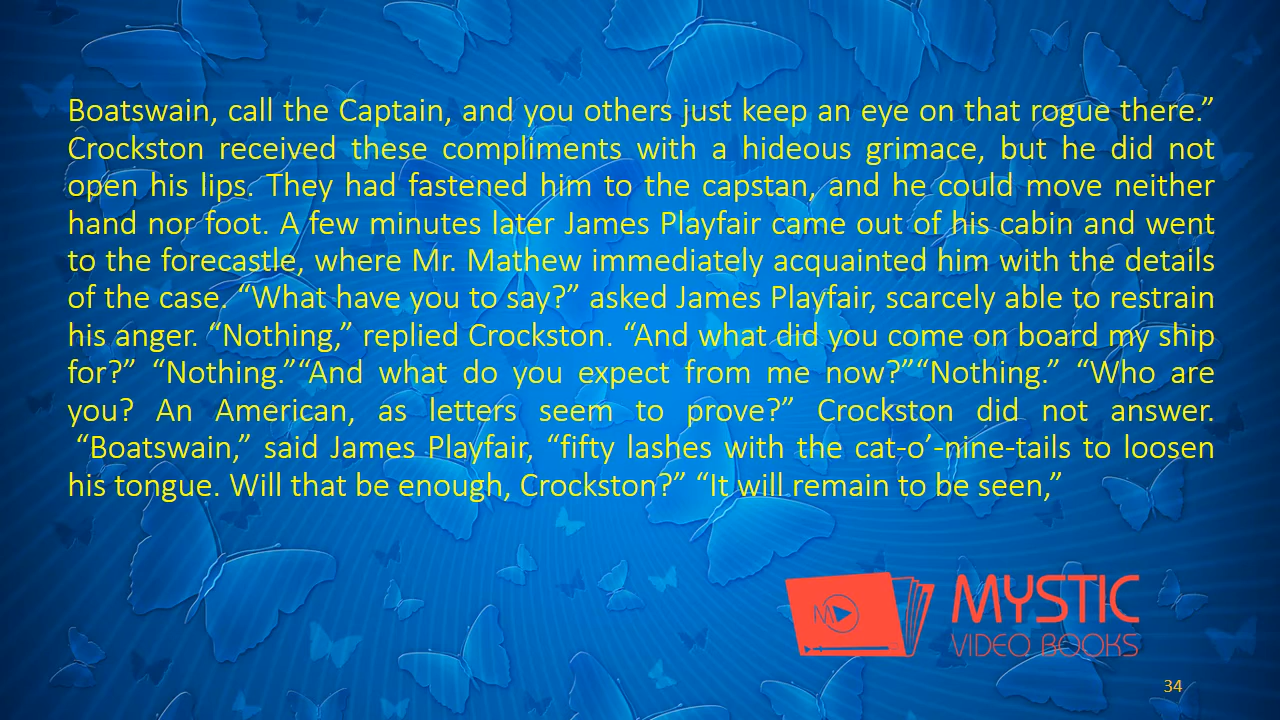 Boatswain, call the Captain, and you others just keep an eye on that rogue there.”
Crockston received these compliments with a hideous grimace, but he did not
open his lips. They had fastened him to the capstan, and he could move neither
hand nor foot. A few minutes later James Playfair came out of his cabin and went
to the forecastle, where Mr. Mathew immediately acquainted him with the details
of the case. “What have you to say?” asked James Playfair, scarcely able to restrain
his anger. “Nothing,” replied Crockston. “And what did you come on board my ship
for?” “Nothing.”“And what do you expect from me now?”“Nothing.” “Who are
you? An American, as letters seem to prove?” Crockston did not answer.
“Boatswain,” said James Playfair, “fifty lashes with the cat-o’-nine-tails to loosen
his tongue. Will that be enough, Crockston?” “It will remain to be seen,”
MYSTIC
VIDEO BOOKS
34